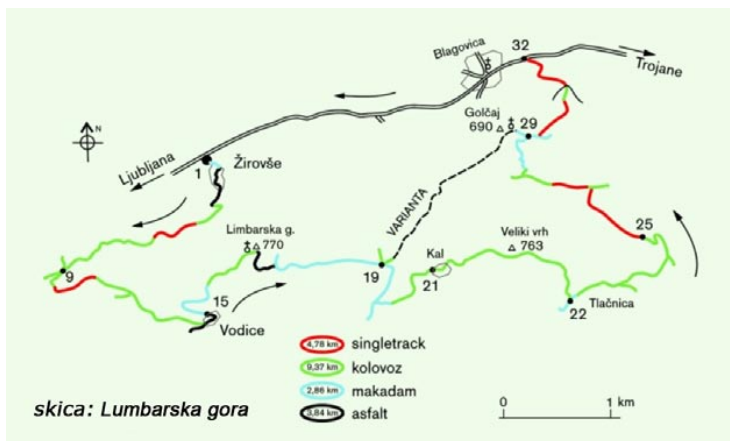 32
Blagovica
Trojane
Golčaj
690
29
N
Ljubljana
1
Žirovše
VARIANTA
Limbarska g.
770
Veliki vrh
763
25
Kal
9
19
21
15
22
Tlačnica
Vodice
4,78 km singletrack
9,37 km kolovoz
2,86 km makadam
3,84 km asfalt
skica: Lumbarska gora
0 1 km